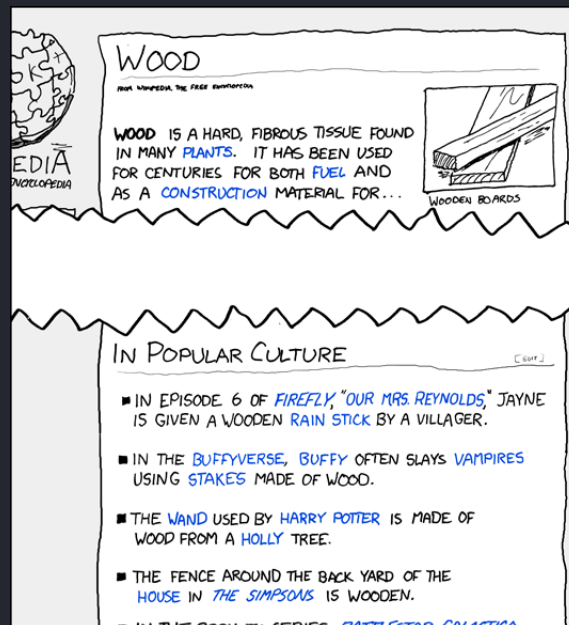 WOOD
FROM WIKIPEDIA, THE FREE ENCYCLOPEDIA
EDIA
NCYCLOPEDIA
WOOD IS A HARD, FIBROUS TISSUE FOUND
IN MANY PLANTS. IT HAS BEEN USED
FOR CENTURIES FOR BOTH FUEL AND
AS A CONSTRUCTION MATERIAL FOR...
WOODEN BOARDS
IN POPULAR CULTURE
[EDIT]
■ IN EPISODE 6 OF FIREFLY, "OUR MRS. REYNOLDS," JAYNE
IS GIVEN A WOODEN RAIN STICK BY A VILLAGER.
■ IN THE BUFFYVERSE, BUFFY OFTEN SLAYS VAMPIRES
USING STAKES MADE OF WOOD.
■ THE WAND USED BY HARRY POTTER IS MADE OF
WOOD FROM A HOLLY TREE.
■ THE FENCE AROUND THE BACK YARD OF THE
HOUSE IN THE SIMPSONS IS WOODEN.